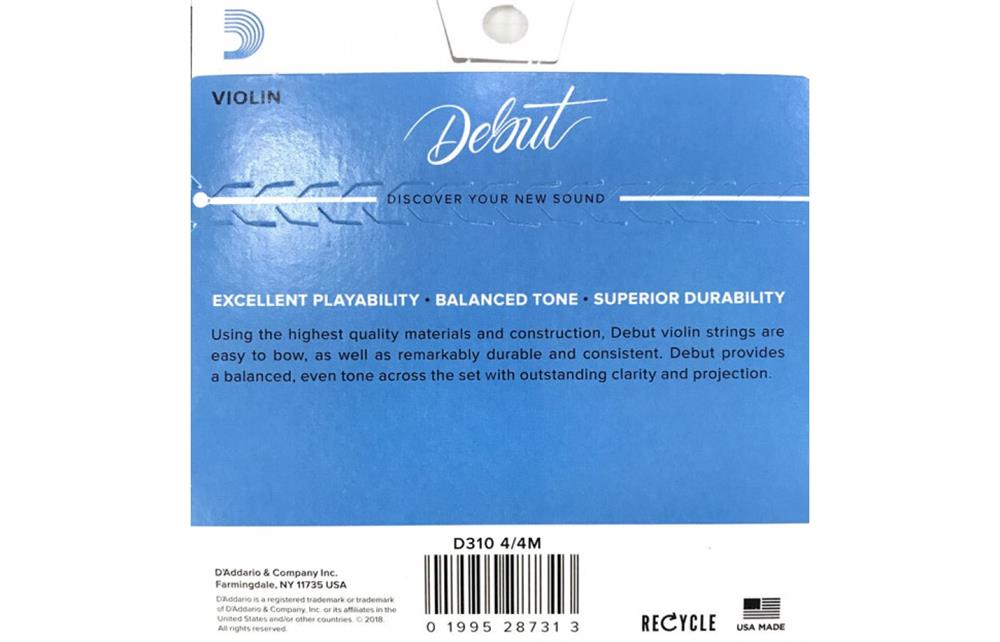 VIOLIN
Debut
DISCOVER YOUR NEW SOUND
EXCELLENT PLAYABILITY • BALANCED TONE • SUPERIOR DURABILITY
Using the highest quality materials and construction, Debut violin strings are
easy to bow, as well as remarkably durable and consistent. Debut provides
a balanced, even tone across the set with outstanding clarity and projection.
D310 4/4M
D'Addario & Company Inc.
Farmingdale, NY 11735 USA
D'Addario is a registered trademark or trademark
of D'Addario & Company, Inc. or its affiliates in the
United States and/or other countries. © 2018.
All rights reserved.
0 19954 28731 3
RECYCLE
USA MADE